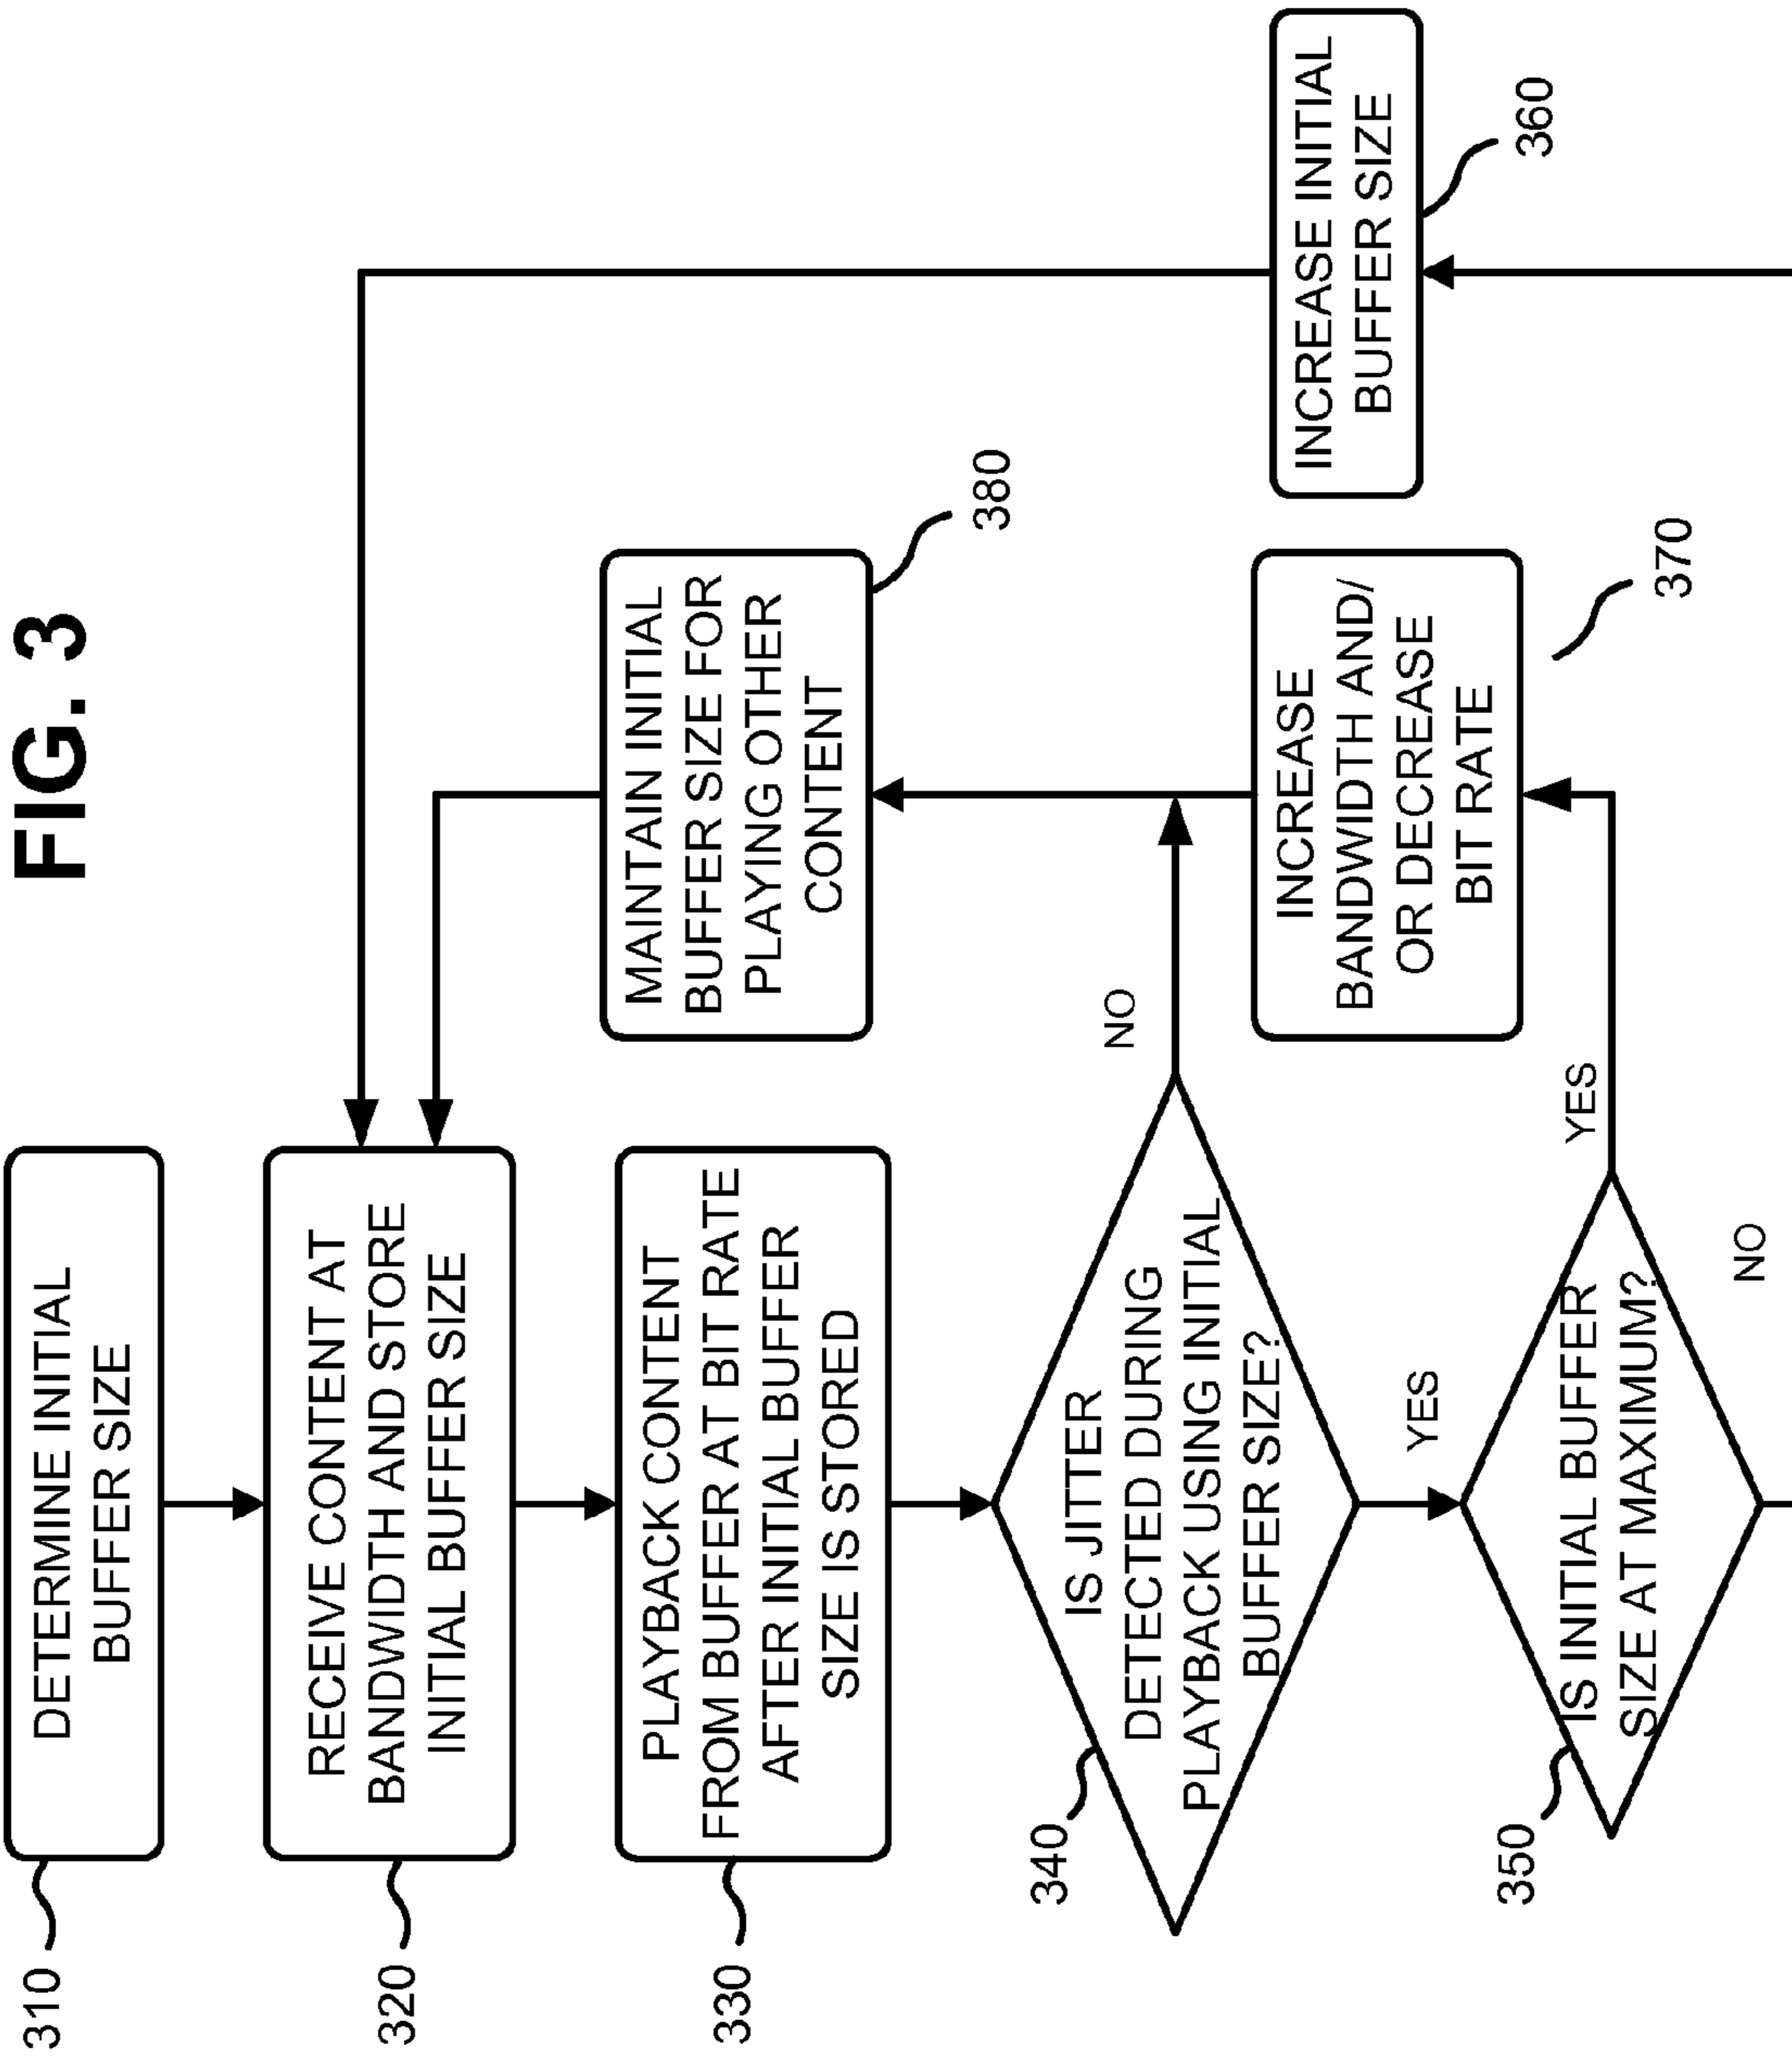 FIG. 3
310
DETERMINE INITIAL
BUFFER SIZE
320
RECEIVE CONTENT AT
BANDWIDTH AND STORE
INITIAL BUFFER SIZE
330
PLAYBACK CONTENT
FROM BUFFER AT BIT RATE
AFTER INITIAL BUFFER
SIZE IS STORED
340
IS JITTER
DETECTED DURING
PLAYBACK USING INITIAL
BUFFER SIZE?
NO
YES
350
IS INITIAL BUFFER
SIZE AT MAXIMUM?
YES
NO
MAINTAIN INITIAL
BUFFER SIZE FOR
PLAYING OTHER
CONTENT
380
INCREASE
BANDWIDTH AND/
OR DECREASE
BIT RATE
370
INCREASE INITIAL
BUFFER SIZE
360